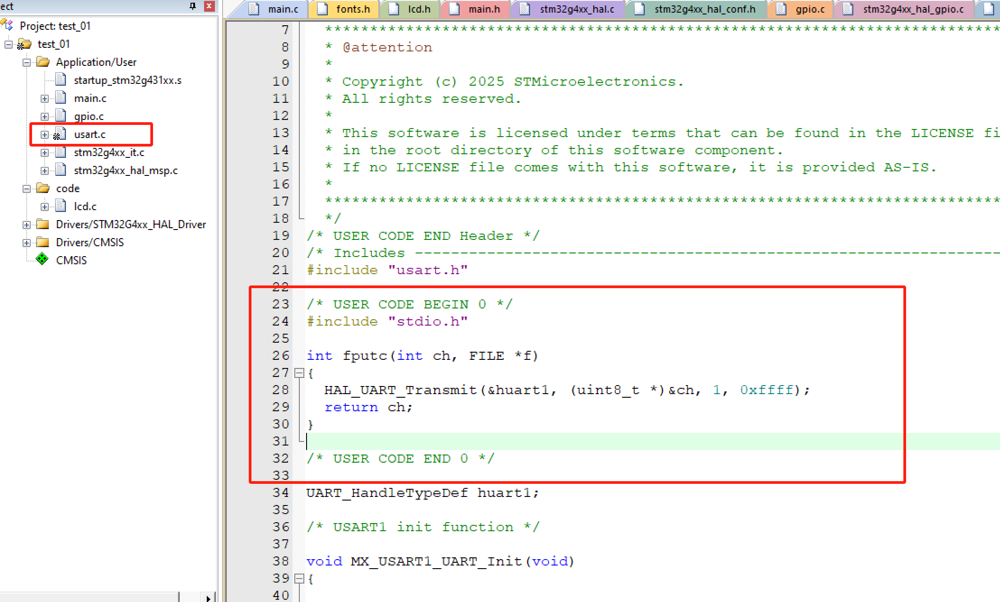 ect
Project: test_01
test_01
Application/User
startup_stm32g431xx.s
main.c
gpio.c
usart.c
stm32g4xx_it.c
stm32g4xx_hal_msp.c
code
lcd.c
Drivers/STM32G4xx_HAL_Driver
Drivers/CMSIS
CMSIS
main.c fonts.h lcd.h main.h stm32g4xx_hal.c stm32g4xx_hal_conf.h gpio.c stm32g4xx_hal_gpio.c
7 ****************************************************************************
8 * @attention
9 *
10 * Copyright (c) 2025 STMicroelectronics.
11 * All rights reserved.
12 *
13 * This software is licensed under terms that can be found in the LICENSE fi
14 * in the root directory of this software component.
15 * If no LICENSE file comes with this software, it is provided AS-IS.
16 *
17 ****************************************************************************
18 */
19 /* USER CODE END Header */
20 /* Includes -----------------------------------------------------------------
21 #include "usart.h"
22
23 /* USER CODE BEGIN 0 */
24 #include "stdio.h"
25
26 int fputc(int ch, FILE *f)
27 {
28 HAL_UART_Transmit(&huart1, (uint8_t *)&ch, 1, 0xffff);
29 return ch;
30 }
31
32 /* USER CODE END 0 */
33
34 UART_HandleTypeDef huart1;
35
36 /* USART1 init function */
37
38 void MX_USART1_UART_Init(void)
39 {
40